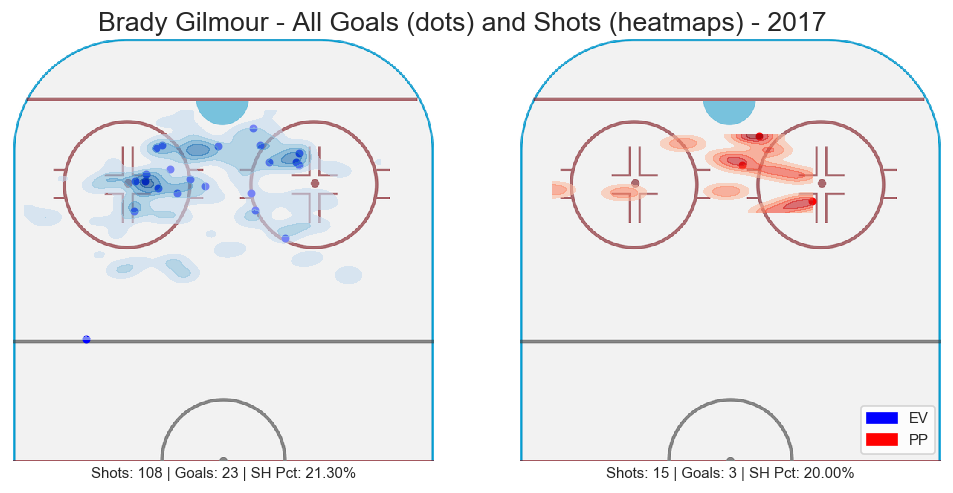 Brady Gilmour - All Goals (dots) and Shots (heatmaps) - 2017
EV
PP
Shots: 108 | Goals: 23 | SH Pct: 21.30%
Shots: 15 | Goals: 3 | SH Pct: 20.00%